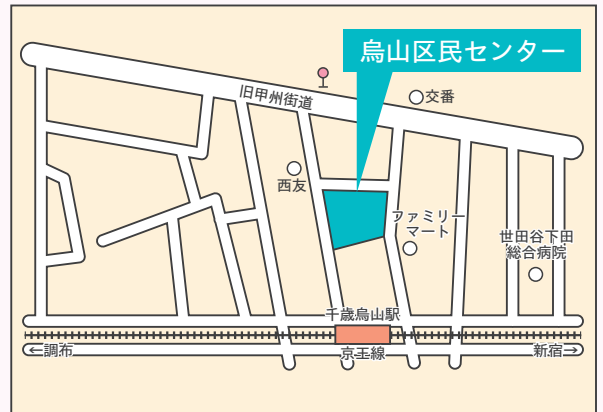 烏山区民センター
交番
旧甲州街道
西友
ファミリー
マート
世田谷下田
総合病院
千歳烏山駅
←調布
京王線
新宿→